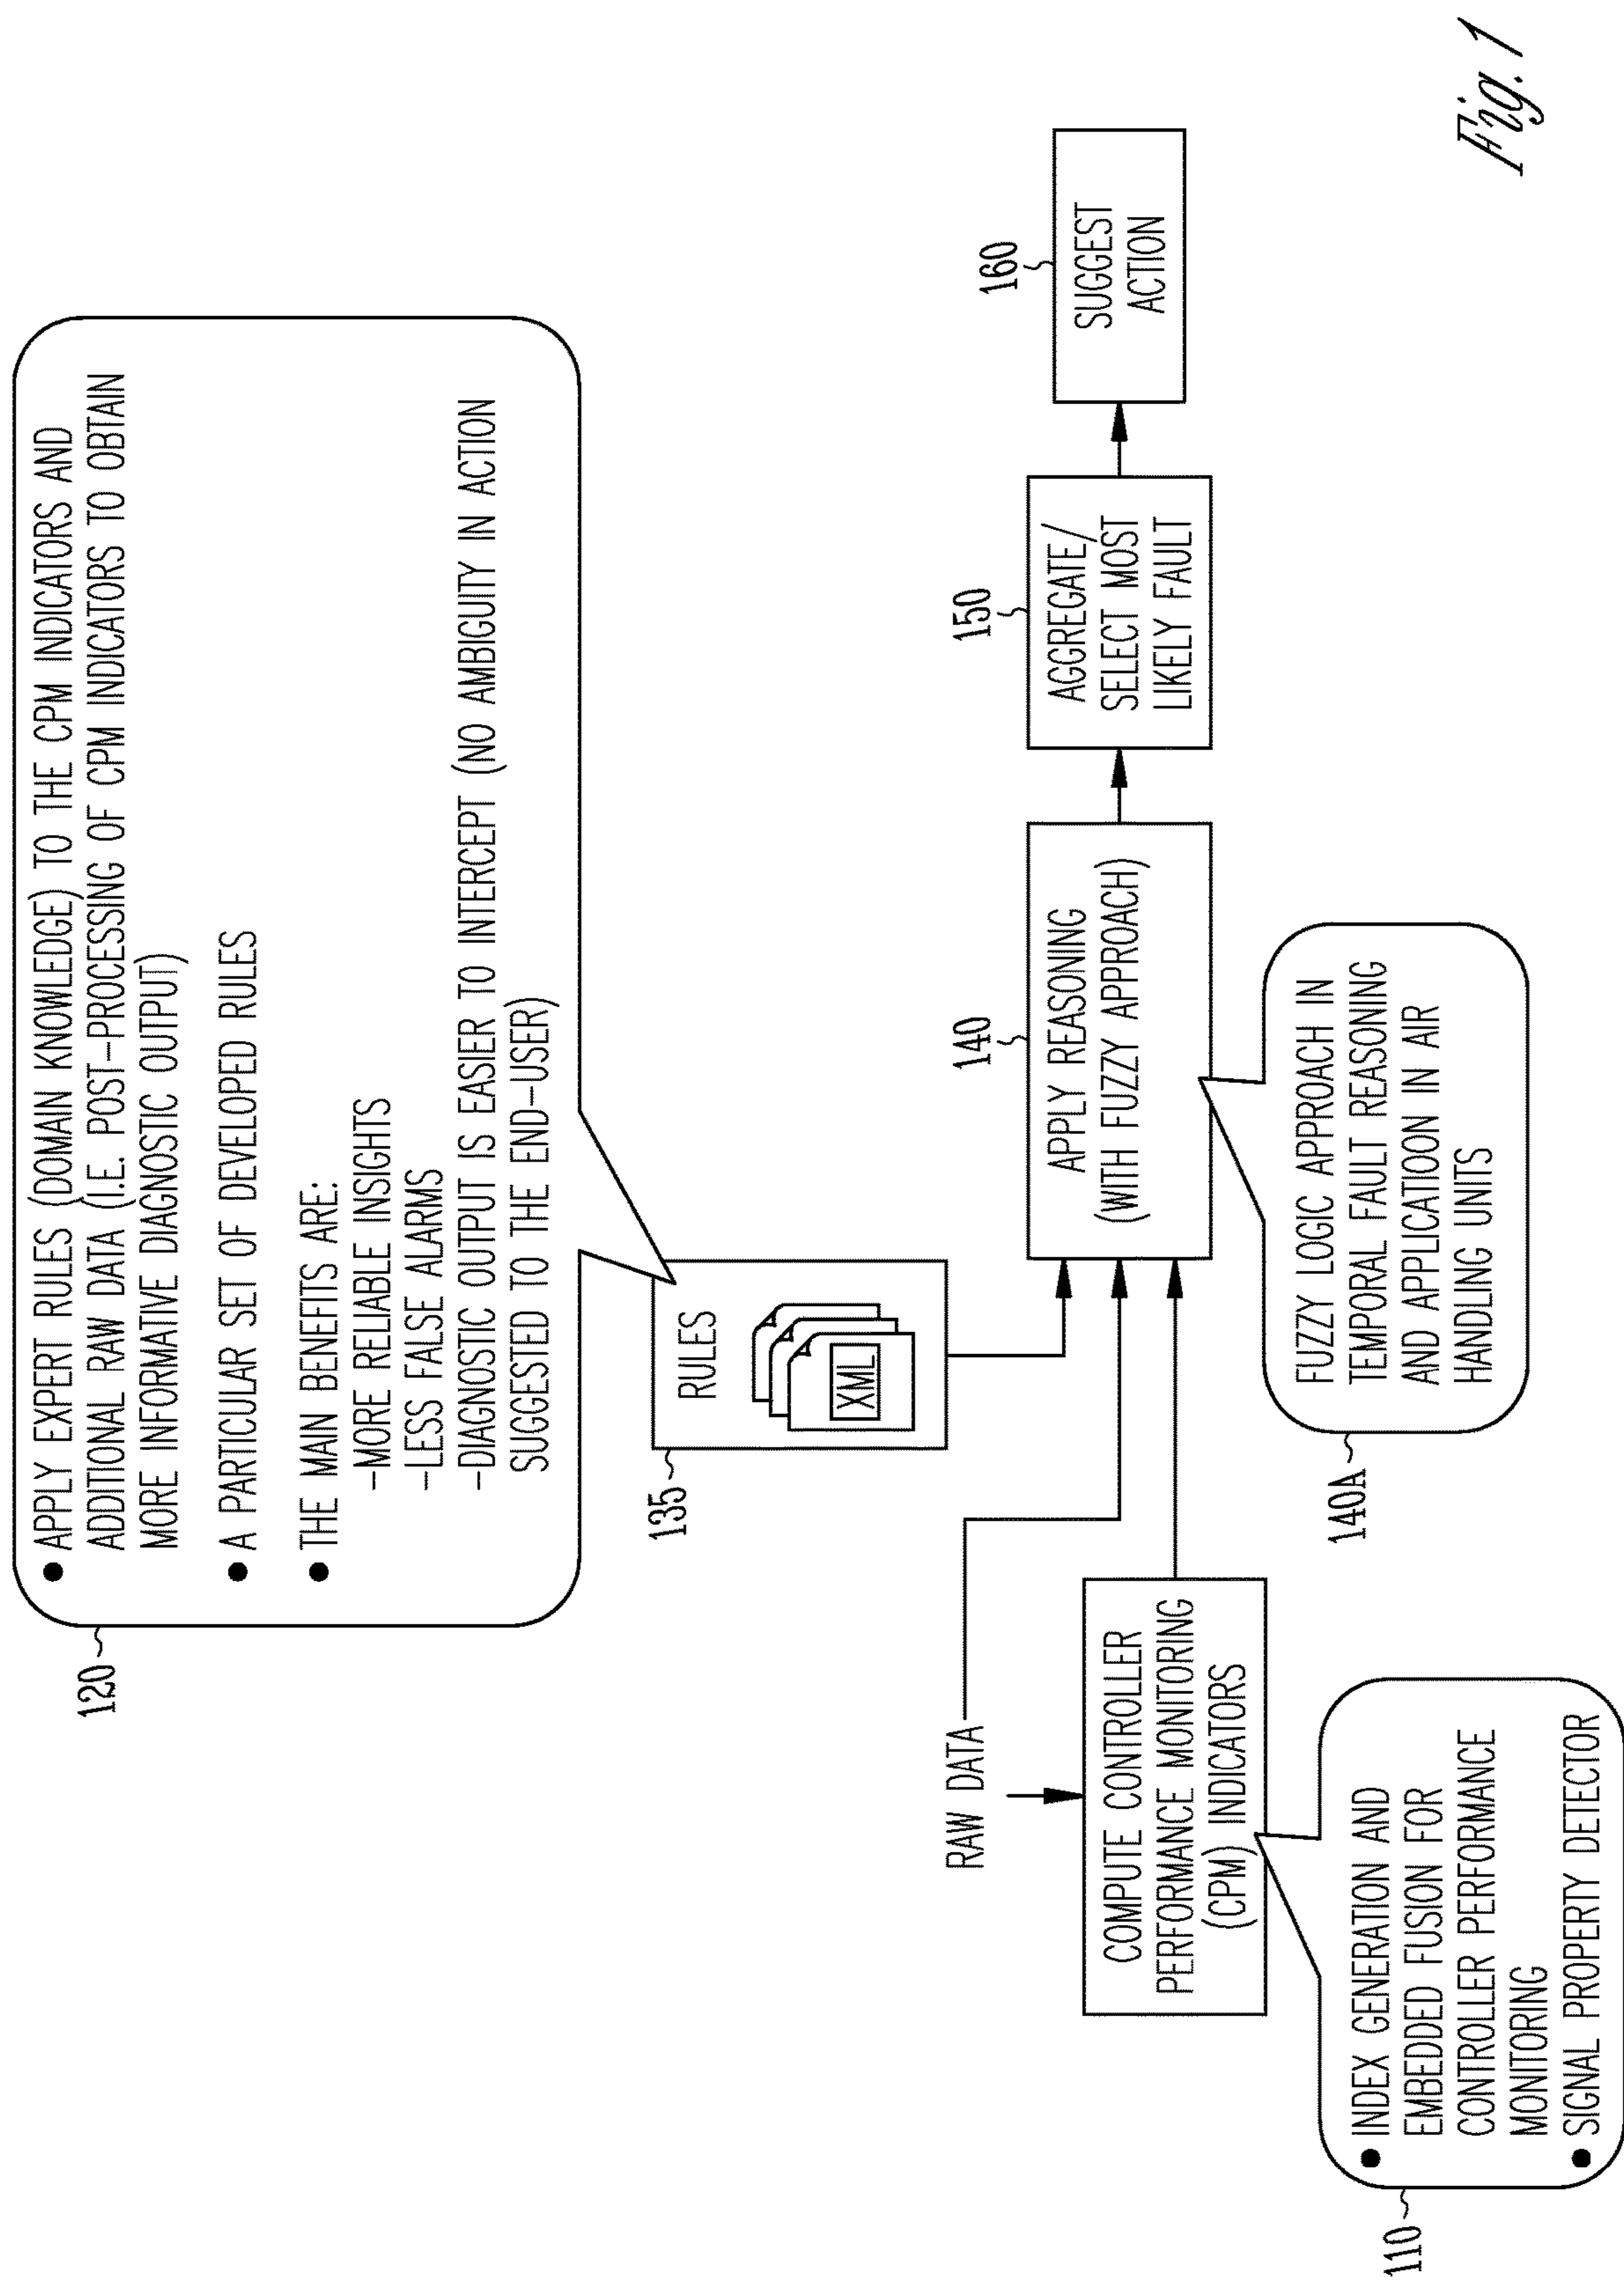 120
● APPLY EXPERT RULES (DOMAIN KNOWLEDGE) TO THE CPM INDICATORS AND
ADDITIONAL RAW DATA (I.E. POST-PROCESSING OF CPM INDICATORS TO OBTAIN
MORE INFORMATIVE DIAGNOSTIC OUTPUT)
● A PARTICULAR SET OF DEVELOPED RULES
● THE MAIN BENEFITS ARE:
-MORE RELIABLE INSIGHTS
-LESS FALSE ALARMS
-DIAGNOSTIC OUTPUT IS EASIER TO INTERCEPT (NO AMBIGUITY IN ACTION
SUGGESTED TO THE END-USER)
135
RULES
XML
RAW DATA
COMPUTE CONTROLLER
PERFORMANCE MONITORING
(CPM) INDICATORS
140
APPLY REASONING
(WITH FUZZY APPROACH)
150
AGGREGATE/
SELECT MOST
LIKELY FAULT
160
SUGGEST
ACTION
110
● INDEX GENERATION AND
EMBEDDED FUSION FOR
CONTROLLER PERFORMANCE
MONITORING
● SIGNAL PROPERTY DETECTOR
140A
FUZZY LOGIC APPROACH IN
TEMPORAL FAULT REASONING
AND APPLICATIOON IN AIR
HANDLING UNITS
Fig. 1